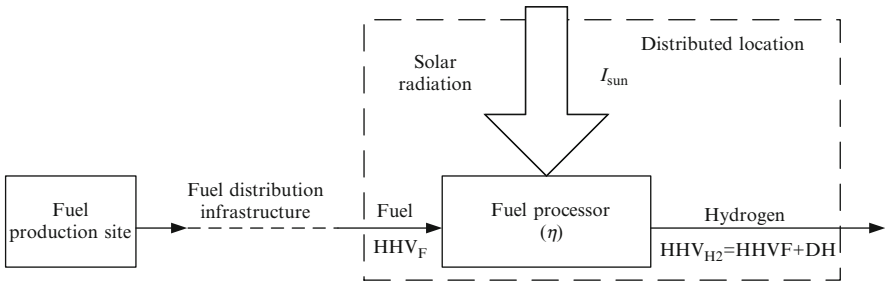 Distributed location
Solar
radiation
I_sun
Fuel
production site
Fuel distribution
infrastructure
Fuel
HHV_F
Fuel processor
(η)
Hydrogen
HHV_H2=HHVF+DH